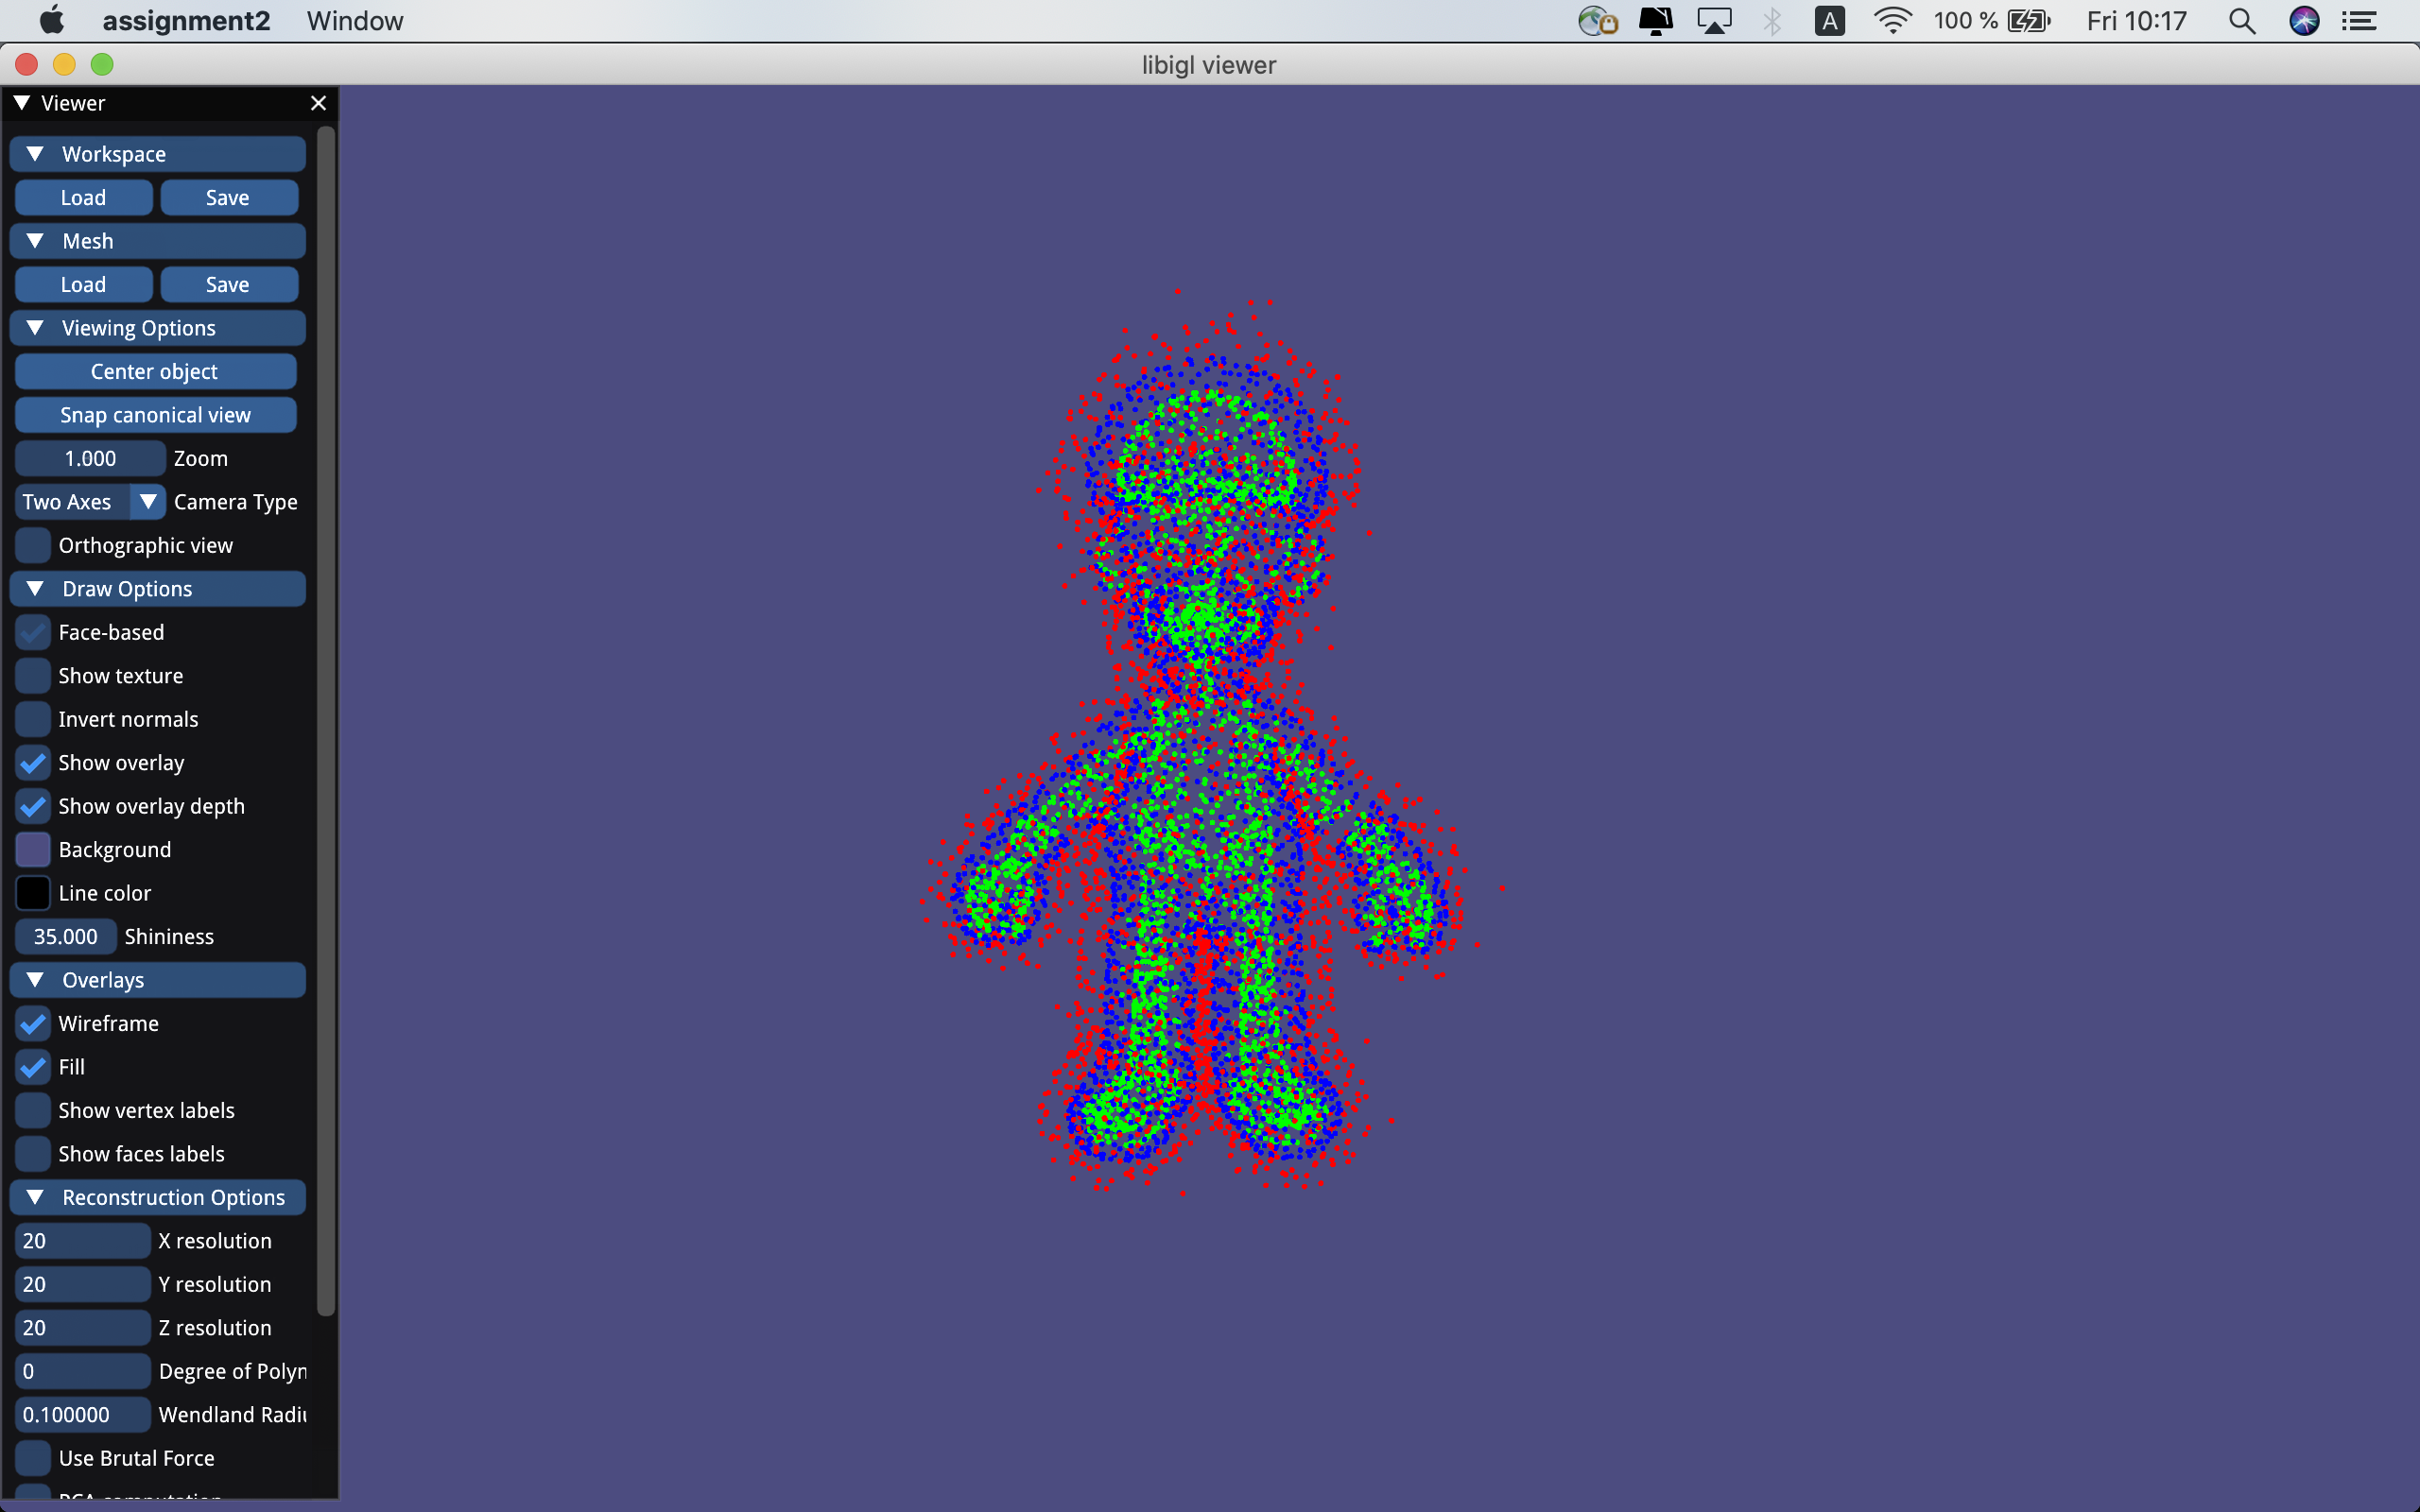 assignment2 Window A 100 % Fri 10:17
libigl viewer
Viewer
Workspace
Load Save
Mesh
Load Save
Viewing Options
Center object
Snap canonical view
1.000 Zoom
Two Axes Camera Type
Orthographic view
Draw Options
Face-based
Show texture
Invert normals
Show overlay
Show overlay depth
Background
Line color
35.000 Shininess
Overlays
Wireframe
Fill
Show vertex labels
Show faces labels
Reconstruction Options
20 X resolution
20 Y resolution
20 Z resolution
0 Degree of Polyn
0.100000 Wendland Radiu
Use Brutal Force